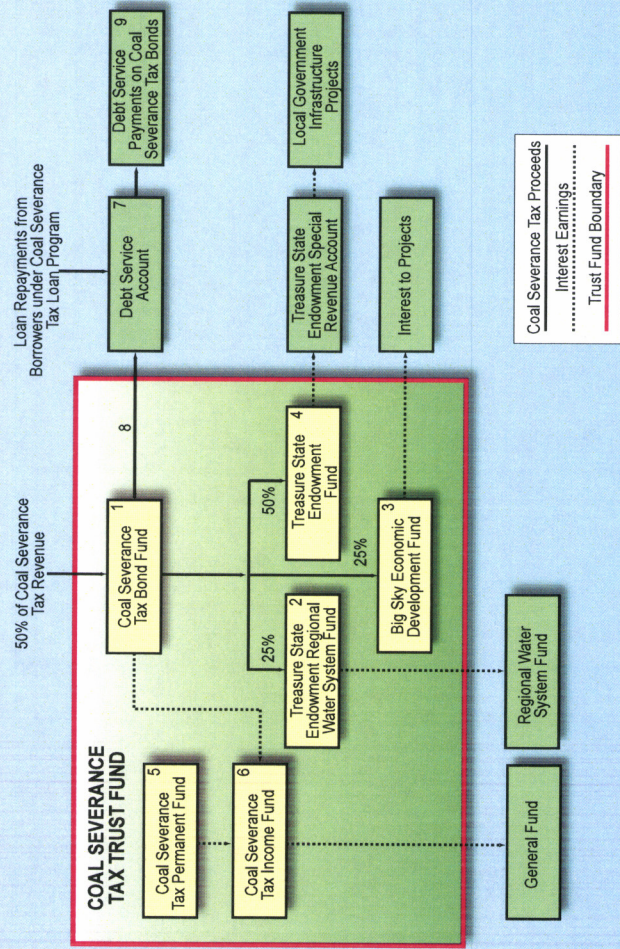 50% of Coal Severance
Tax Revenue
Loan Repayments from
Borrowers under Coal Severance
Tax Loan Program
COAL SEVERANCE
TAX TRUST FUND
1
Coal Severance
Tax Bond Fund
8
7
Debt Service
Account
9
Debt Service
Payments on Coal
Severance Tax Bonds
5
Coal Severance
Tax Permanent Fund
6
Coal Severance
Tax Income Fund
25%
50%
25%
2
Treasure State
Endowment Regional
Water System Fund
4
Treasure State
Endowment
Fund
Treasure State
Endowment Special
Revenue Account
Local Government
Infrastructure
Projects
3
Big Sky Economic
Development Fund
Interest to Projects
General Fund
Regional Water
System Fund
Coal Severance Tax Proceeds
Interest Earnings
Trust Fund Boundary